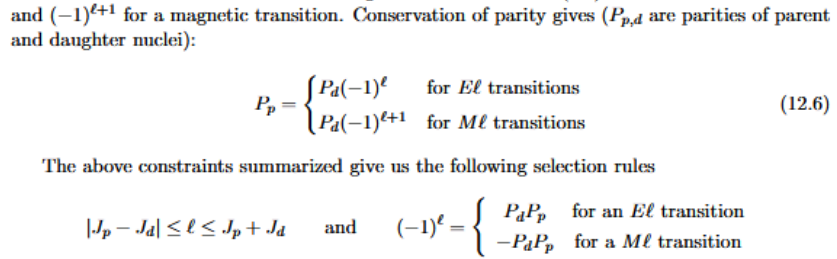 and (−1)^{ℓ+1} for a magnetic transition. Conservation of parity gives (P_{p,d} are parities of parent
and daughter nuclei):
P_p = { P_d(−1)^ℓ for Eℓ transitions
P_d(−1)^{ℓ+1} for Mℓ transitions (12.6)
The above constraints summarized give us the following selection rules
|J_p − J_d| ≤ ℓ ≤ J_p + J_d and (−1)^ℓ = { P_dP_p for an Eℓ transition
−P_dP_p for a Mℓ transition